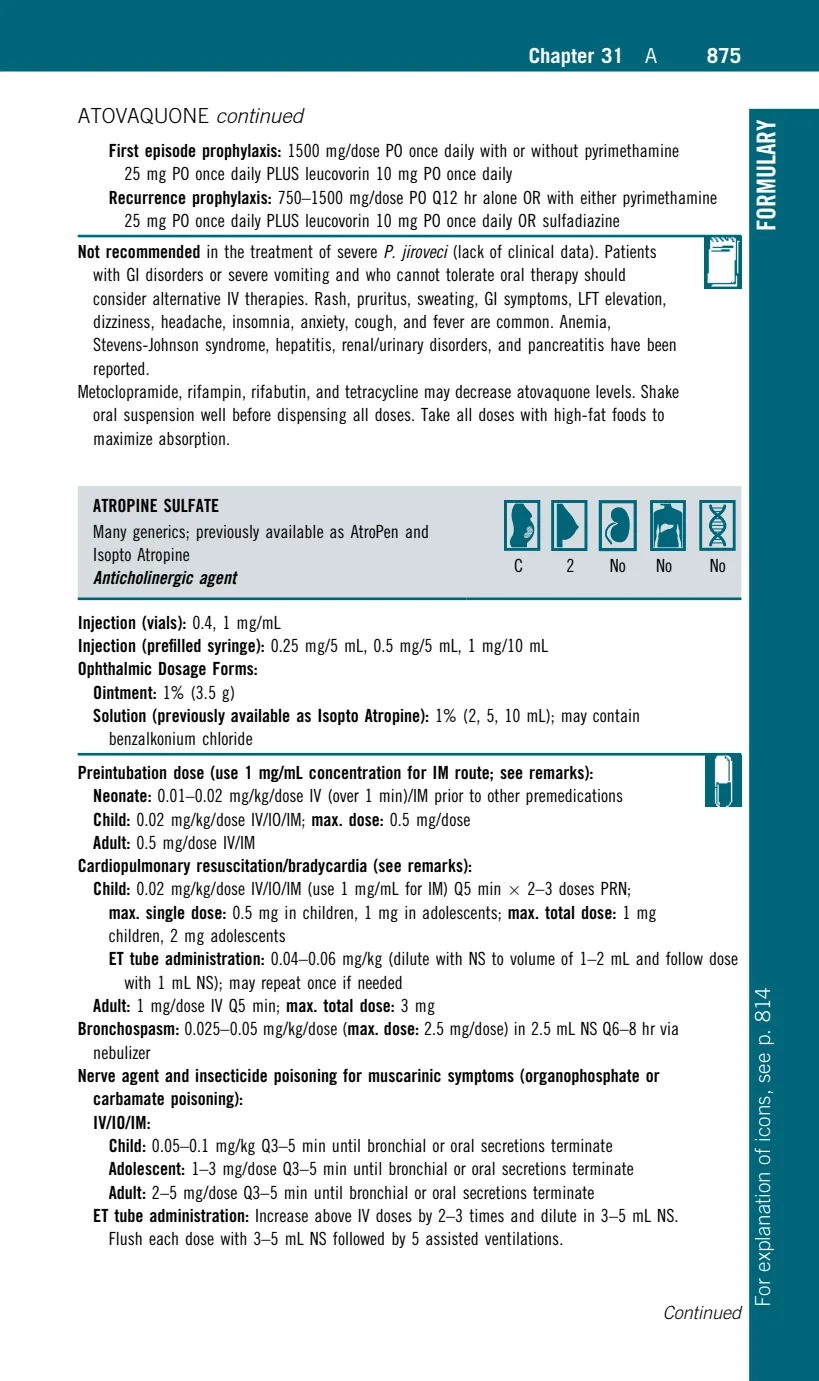 Chapter 31 A 875
ATOVAQUONE continued
First episode prophylaxis: 1500 mg/dose PO once daily with or without pyrimethamine
25 mg PO once daily PLUS leucovorin 10 mg PO once daily
Recurrence prophylaxis: 750–1500 mg/dose PO Q12 hr alone OR with either pyrimethamine
25 mg PO once daily PLUS leucovorin 10 mg PO once daily OR sulfadiazine
Not recommended in the treatment of severe P. jiroveci (lack of clinical data). Patients
with GI disorders or severe vomiting and who cannot tolerate oral therapy should
consider alternative IV therapies. Rash, pruritus, sweating, GI symptoms, LFT elevation,
dizziness, headache, insomnia, anxiety, cough, and fever are common. Anemia,
Stevens-Johnson syndrome, hepatitis, renal/urinary disorders, and pancreatitis have been
reported.
Metoclopramide, rifampin, rifabutin, and tetracycline may decrease atovaquone levels. Shake
oral suspension well before dispensing all doses. Take all doses with high-fat foods to
maximize absorption.
ATROPINE SULFATE
Many generics; previously available as AtroPen and
Isopto Atropine
Anticholinergic agent
C 2 No No No
Injection (vials): 0.4, 1 mg/mL
Injection (prefilled syringe): 0.25 mg/5 mL, 0.5 mg/5 mL, 1 mg/10 mL
Ophthalmic Dosage Forms:
Ointment: 1% (3.5 g)
Solution (previously available as Isopto Atropine): 1% (2, 5, 10 mL); may contain
benzalkonium chloride
Preintubation dose (use 1 mg/mL concentration for IM route; see remarks):
Neonate: 0.01–0.02 mg/kg/dose IV (over 1 min)/IM prior to other premedications
Child: 0.02 mg/kg/dose IV/IO/IM; max. dose: 0.5 mg/dose
Adult: 0.5 mg/dose IV/IM
Cardiopulmonary resuscitation/bradycardia (see remarks):
Child: 0.02 mg/kg/dose IV/IO/IM (use 1 mg/mL for IM) Q5 min × 2–3 doses PRN;
max. single dose: 0.5 mg in children, 1 mg in adolescents; max. total dose: 1 mg
children, 2 mg adolescents
ET tube administration: 0.04–0.06 mg/kg (dilute with NS to volume of 1–2 mL and follow dose
with 1 mL NS); may repeat once if needed
Adult: 1 mg/dose IV Q5 min; max. total dose: 3 mg
Bronchospasm: 0.025–0.05 mg/kg/dose (max. dose: 2.5 mg/dose) in 2.5 mL NS Q6–8 hr via
nebulizer
Nerve agent and insecticide poisoning for muscarinic symptoms (organophosphate or
carbamate poisoning):
IV/IO/IM:
Child: 0.05–0.1 mg/kg Q3–5 min until bronchial or oral secretions terminate
Adolescent: 1–3 mg/dose Q3–5 min until bronchial or oral secretions terminate
Adult: 2–5 mg/dose Q3–5 min until bronchial or oral secretions terminate
ET tube administration: Increase above IV doses by 2–3 times and dilute in 3–5 mL NS.
Flush each dose with 3–5 mL NS followed by 5 assisted ventilations.
Continued
FORMULARY
For explanation of icons, see p. 814